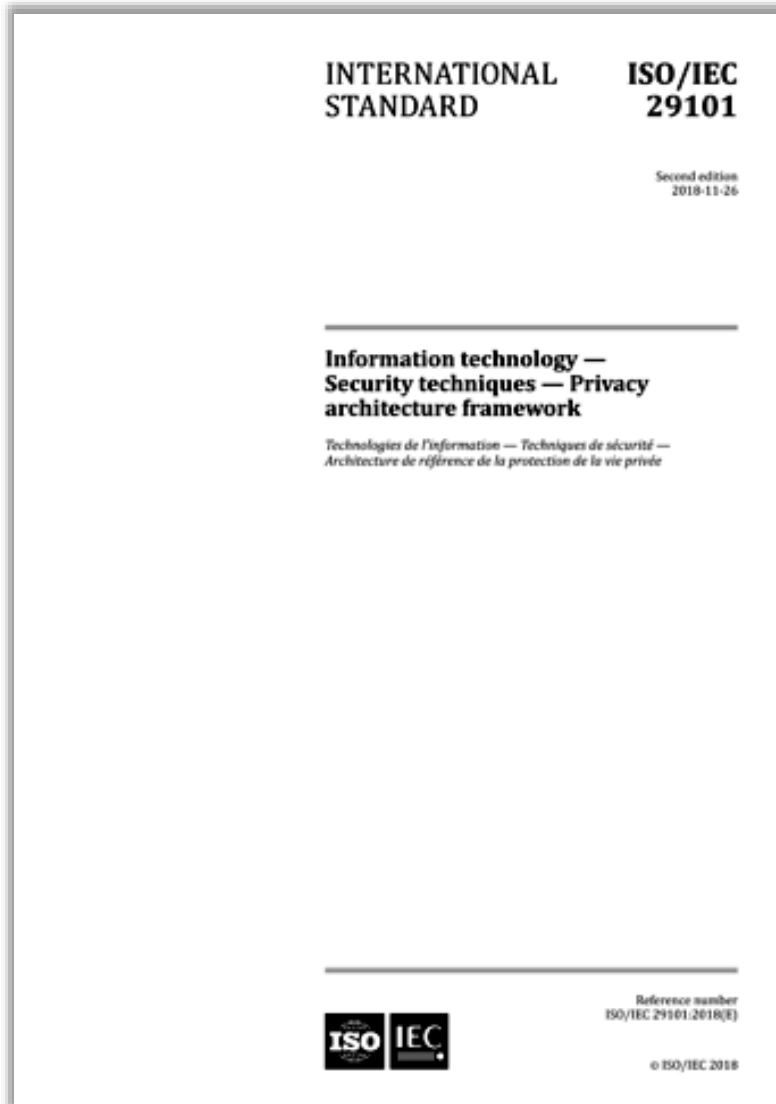 INTERNATIONAL STANDARD
ISO/IEC 29101
Second edition
2018-11-26
Information technology —
Security techniques — Privacy
architecture framework
Technologies de l'information — Techniques de sécurité —
Architecture de référence de la protection de la vie privée
ISO
IEC
Reference number
ISO/IEC 29101:2018(E)
© ISO/IEC 2018